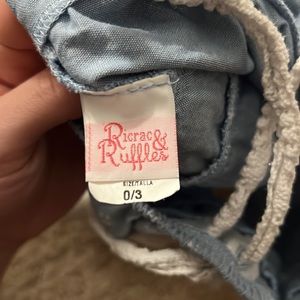 Ricrac &
Ruffles
SIZE/TALLA
0/3